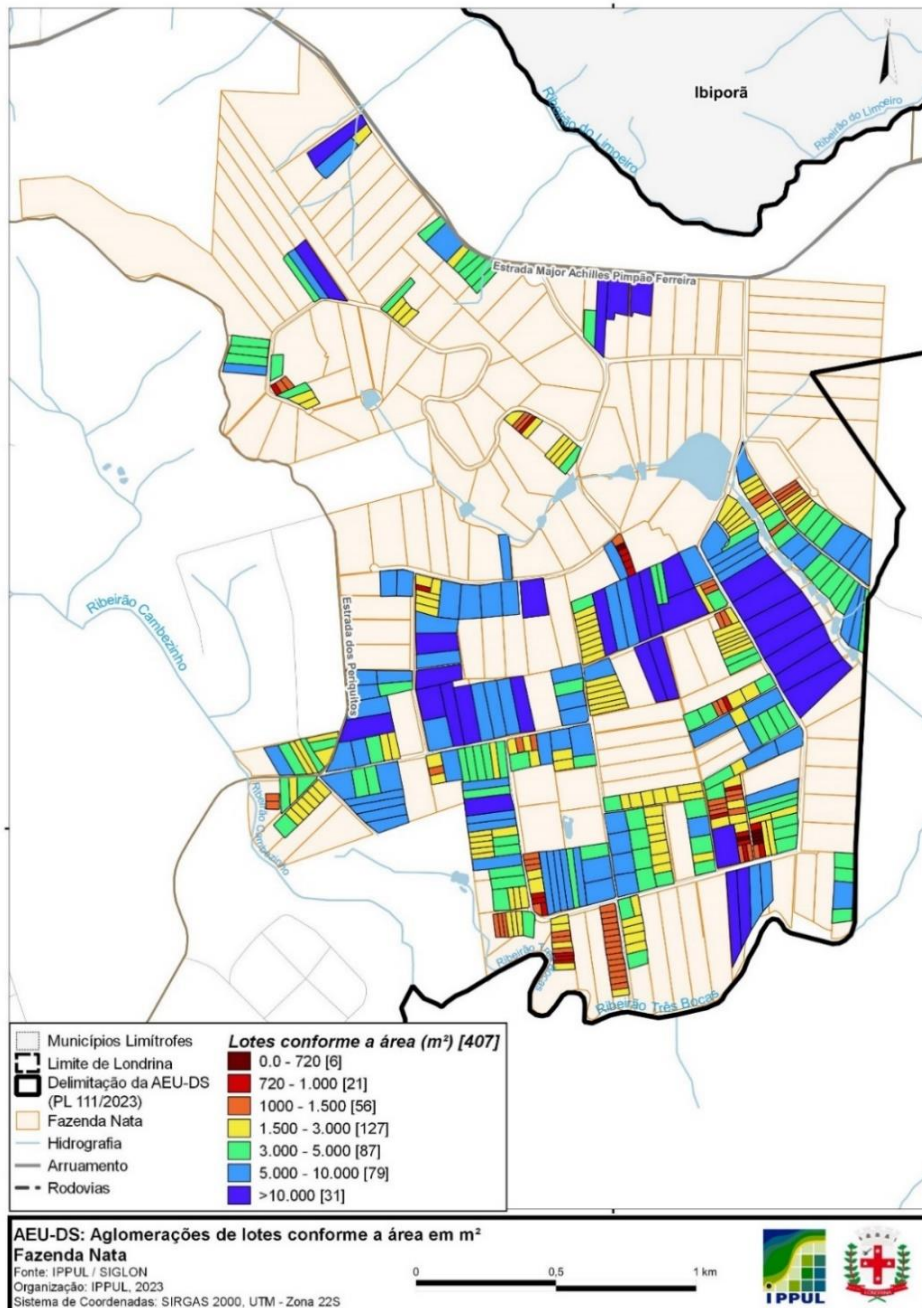 Ibiporã
Ribeirão do Limoeiro
Ribeirão do Limoeiro
Estrada Major Achilles Pimpão Ferreira
Ribeirão Cambezinho
Estrada dos Periquitos
Ribeirão Cambezinho
Ribeirão Três Bocas
Ribeirão Três Bocas
Municípios Limítrofes
Limite de Londrina
Delimitação da AEU-DS
(PL 111/2023)
Fazenda Nata
Hidrografia
Arruamento
Rodovias
Lotes conforme a área (m²) [407]
0.0 - 720 [6]
720 - 1.000 [21]
1000 - 1.500 [56]
1.500 - 3.000 [127]
3.000 - 5.000 [87]
5.000 - 10.000 [79]
>10.000 [31]
AEU-DS: Aglomerações de lotes conforme a área em m²
Fazenda Nata
Fonte: IPPUL / SIGLON
Organização: IPPUL, 2023
Sistema de Coordenadas: SIRGAS 2000, UTM - Zona 22S
0 0,5 1 km
IPPUL